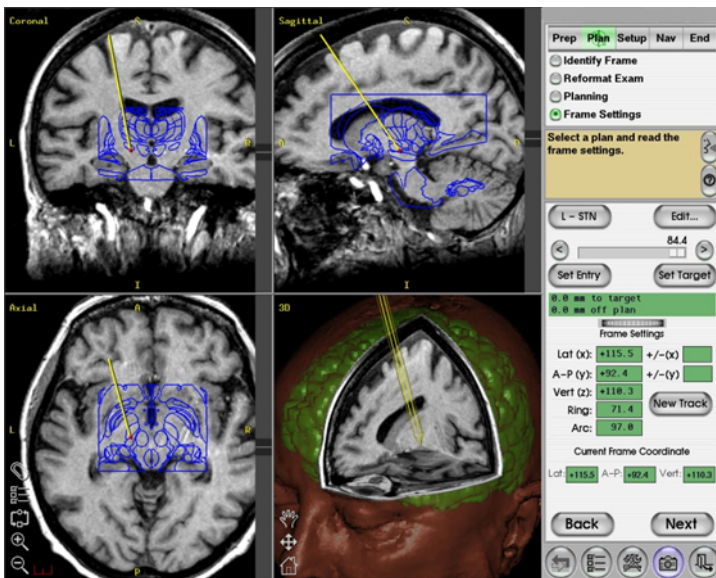 Coronal
S
L
R
I
Sagittal
S
A
P
I
Axial
A
L
R
P
3D
Prep Plan Setup Nav End
Identify Frame
Reformat Exam
Planning
Frame Settings
Select a plan and read the
frame settings.
L - STN Edit...
< 84.4 >
Set Entry Set Target
0.0 mm to target
0.0 mm off plan
Frame Settings
Lat (x): +115.5 +/-(x)
A-P (y): +92.4 +/-(y)
Vert (z): +110.3
Ring: 71.4 New Track
Arc: 97.0
Current Frame Coordinate
Lat: +115.5 A-P: +92.4 Vert: +110.3
Back Next